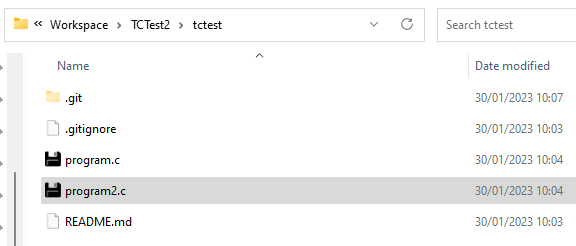 « Workspace > TCTest2 > tctest Search tctest
Name Date modified
.git 30/01/2023 10:07
.gitignore 30/01/2023 10:03
program.c 30/01/2023 10:04
program2.c 30/01/2023 10:04
README.md 30/01/2023 10:03